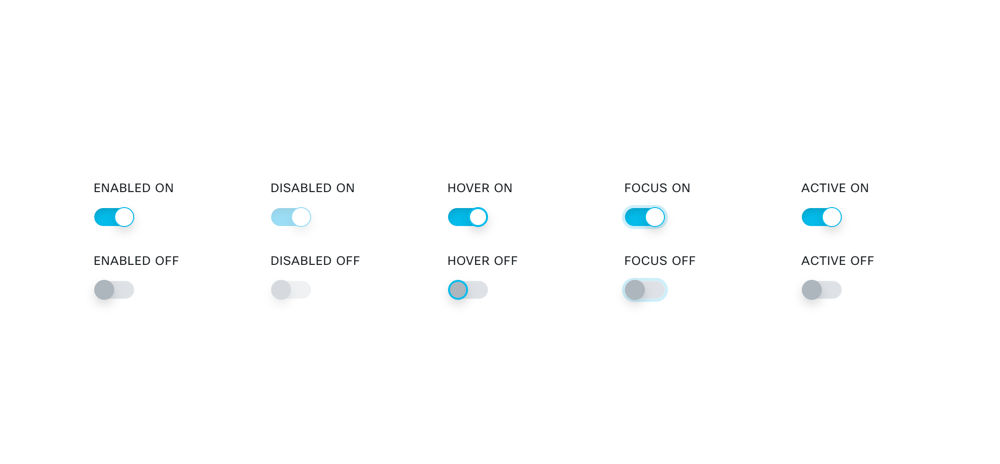 ENABLED ON
DISABLED ON
HOVER ON
FOCUS ON
ACTIVE ON
ENABLED OFF
DISABLED OFF
HOVER OFF
FOCUS OFF
ACTIVE OFF